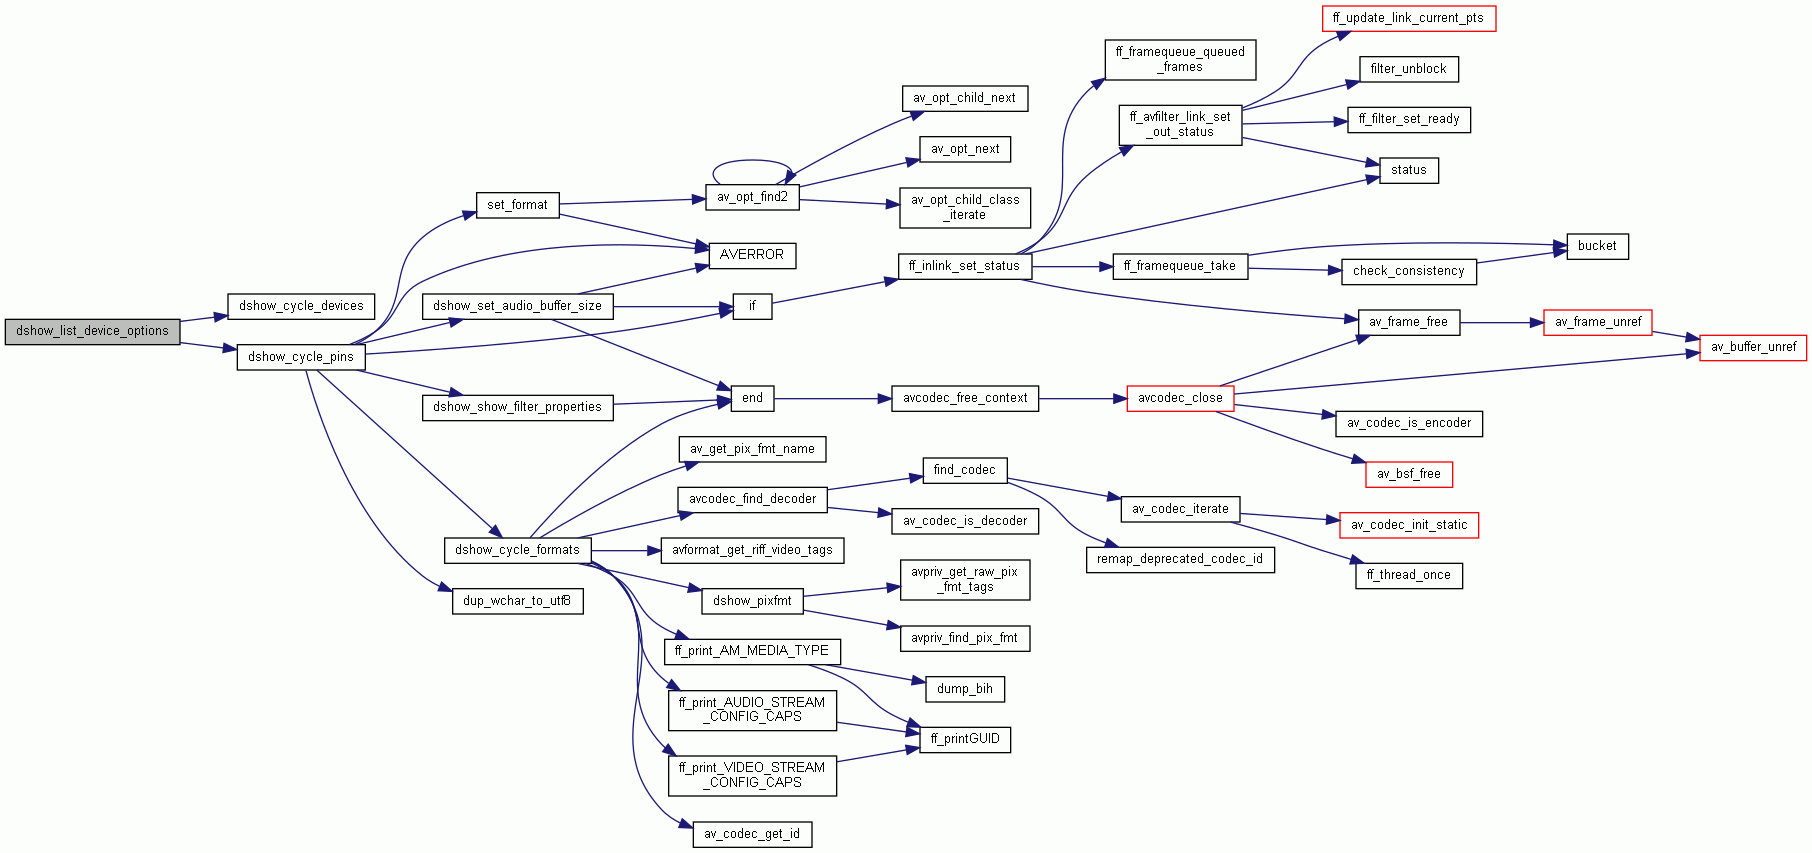 dshow_list_device_options
dshow_cycle_devices
dshow_cycle_pins
set_format
dshow_set_audio_buffer_size
dshow_show_filter_properties
dshow_cycle_formats
dup_wchar_to_utf8
av_opt_find2
AVERROR
if
end
av_get_pix_fmt_name
avcodec_find_decoder
avformat_get_riff_video_tags
dshow_pixfmt
ff_print_AM_MEDIA_TYPE
ff_print_AUDIO_STREAM
_CONFIG_CAPS
ff_print_VIDEO_STREAM
_CONFIG_CAPS
av_codec_get_id
av_opt_child_next
av_opt_next
av_opt_child_class
_iterate
ff_inlink_set_status
avcodec_free_context
find_codec
av_codec_is_decoder
avpriv_get_raw_pix
_fmt_tags
avpriv_find_pix_fmt
dump_bih
ff_printGUID
ff_framequeue_queued
_frames
ff_avfilter_link_set
_out_status
ff_framequeue_take
avcodec_close
av_codec_iterate
remap_deprecated_codec_id
ff_update_link_current_pts
filter_unblock
ff_filter_set_ready
status
check_consistency
av_frame_free
av_codec_is_encoder
av_bsf_free
av_codec_init_static
ff_thread_once
bucket
av_frame_unref
av_buffer_unref